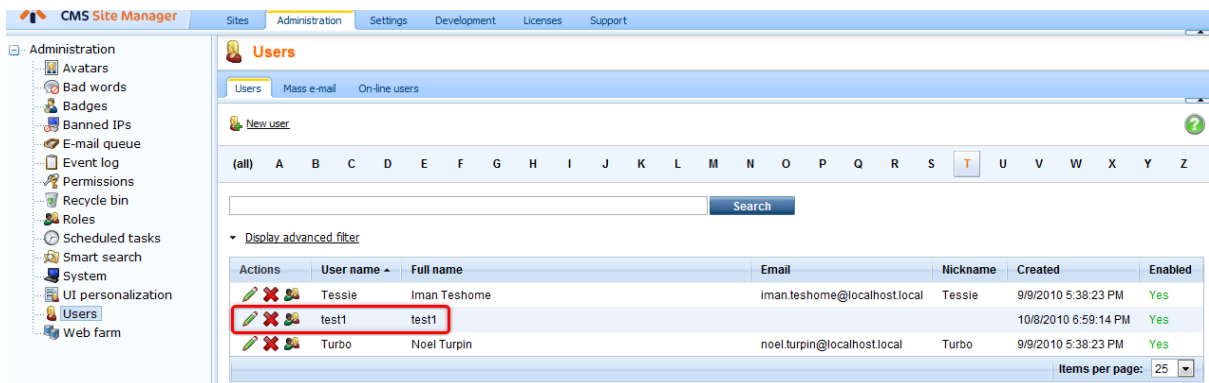 CMS Site Manager
Sites Administration Settings Development Licenses Support
Administration
Avatars
Bad words
Badges
Banned IPs
E-mail queue
Event log
Permissions
Recycle bin
Roles
Scheduled tasks
Smart search
System
UI personalization
Users
Web farm
Users
Users Mass e-mail On-line users
New user
(all) A B C D E F G H I J K L M N O P Q R S T U V W X Y Z
Search
Display advanced filter
Actions User name Full name Email Nickname Created Enabled
Tessie Iman Teshome iman.teshome@localhost.local Tessie 9/9/2010 5:38:23 PM Yes
test1 test1 10/8/2010 6:59:14 PM Yes
Turbo Noel Turpin noel.turpin@localhost.local Turbo 9/9/2010 5:38:23 PM Yes
Items per page: 25